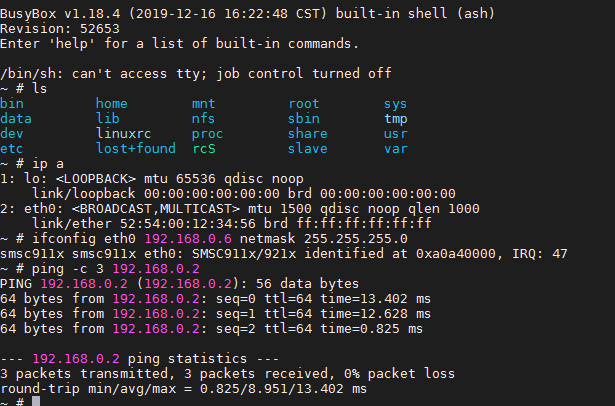 BusyBox v1.18.4 (2019-12-16 16:22:48 CST) built-in shell (ash)
Revision: 52653
Enter 'help' for a list of built-in commands.
/bin/sh: can't access tty; job control turned off
~ # ls
bin home mnt root sys
data lib nfs sbin tmp
dev linuxrc proc share usr
etc lost+found rcS slave var
~ # ip a
1: lo: <LOOPBACK> mtu 65536 qdisc noop
link/loopback 00:00:00:00:00:00 brd 00:00:00:00:00:00
2: eth0: <BROADCAST,MULTICAST> mtu 1500 qdisc noop qlen 1000
link/ether 52:54:00:12:34:56 brd ff:ff:ff:ff:ff:ff
~ # ifconfig eth0 192.168.0.6 netmask 255.255.255.0
smsc911x smsc911x eth0: SMSC911x/921x identified at 0xa0a40000, IRQ: 47
~ # ping -c 3 192.168.0.2
PING 192.168.0.2 (192.168.0.2): 56 data bytes
64 bytes from 192.168.0.2: seq=0 ttl=64 time=13.402 ms
64 bytes from 192.168.0.2: seq=1 ttl=64 time=12.628 ms
64 bytes from 192.168.0.2: seq=2 ttl=64 time=0.825 ms
--- 192.168.0.2 ping statistics ---
3 packets transmitted, 3 packets received, 0% packet loss
round-trip min/avg/max = 0.825/8.951/13.402 ms
~ #